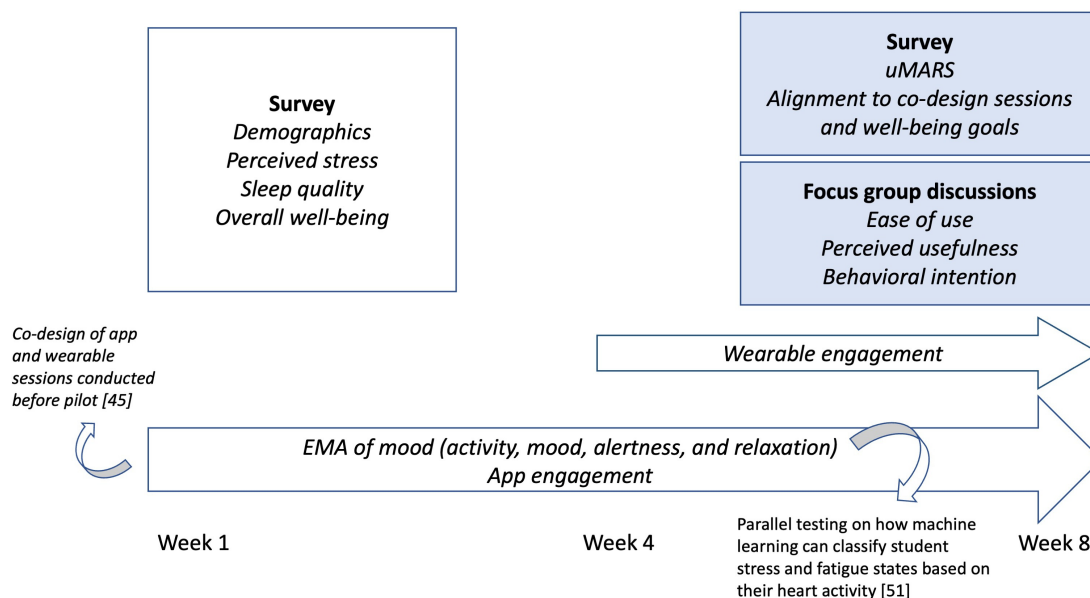 Survey
Demographics
Perceived stress
Sleep quality
Overall well-being
Survey
uMARS
Alignment to co-design sessions
and well-being goals
Focus group discussions
Ease of use
Perceived usefulness
Behavioral intention
Co-design of app
and wearable
sessions conducted
before pilot [45]
Wearable engagement
EMA of mood (activity, mood, alertness, and relaxation)
App engagement
Week 1
Week 4
Parallel testing on how machine
learning can classify student
stress and fatigue states based on
their heart activity [51]
Week 8